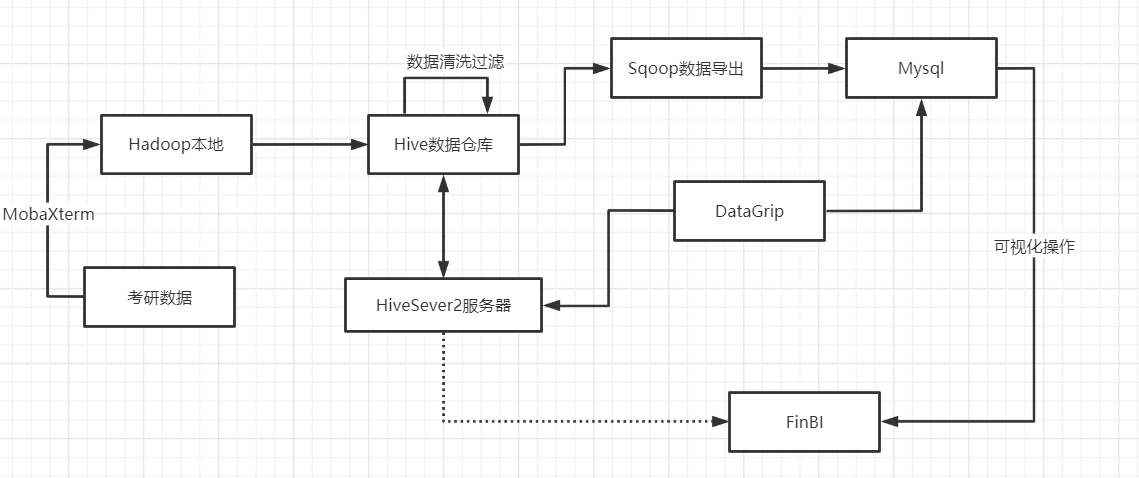 数据清洗过滤
Sqoop数据导出
Mysql
Hadoop本地
Hive数据仓库
MobaXterm
DataGrip
可视化操作
考研数据
HiveSever2服务器
FinBI